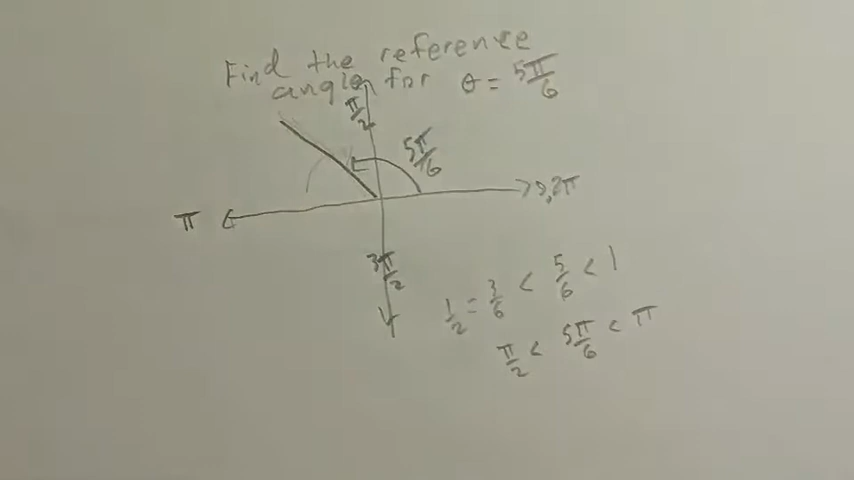 Find the reference
angle for θ = 5π/6
π/2
5π/6
π
0, 2π
3π/2
1/2 = 3/6 < 5/6 < 1
π/2 < 5π/6 < π